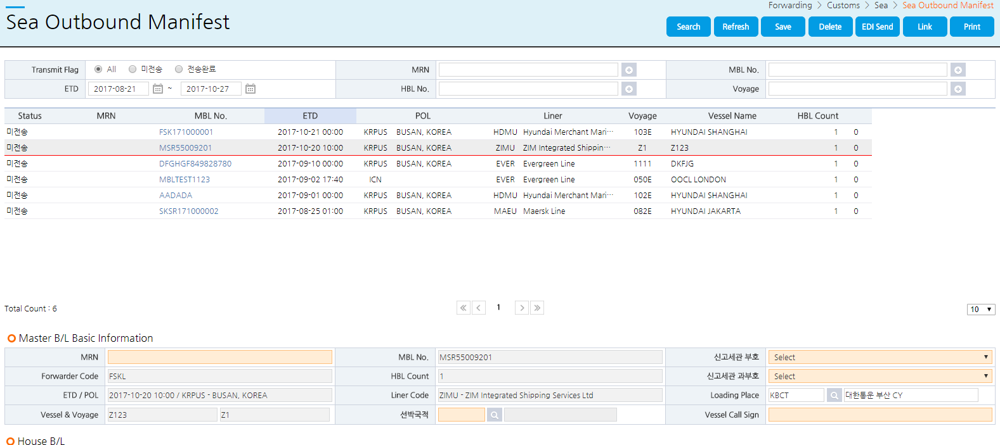 Forwarding > Customs > Sea > Sea Outbound Manifest
Sea Outbound Manifest
Search Refresh Save Delete EDI Send Link Print
Transmit Flag All 미전송 전송완료 MRN MBL No.
ETD 2017-08-21 ~ 2017-10-27 HBL No. Voyage
Status MRN MBL No. ETD POL Liner Voyage Vessel Name HBL Count
미전송 FSK171000001 2017-10-21 00:00 KRPUS BUSAN, KOREA HDMU Hyundai Merchant Mari··· 103E HYUNDAI SHANGHAI 1 0
미전송 MSR55009201 2017-10-20 10:00 KRPUS BUSAN, KOREA ZIMU ZIM Integrated Shippin··· Z1 Z123 1 0
미전송 DFGHGF849828780 2017-09-10 00:00 KRPUS BUSAN, KOREA EVER Evergreen Line 1111 DKFJG 1 0
미전송 MBLTEST1123 2017-09-02 17:40 ICN EVER Evergreen Line 050E OOCL LONDON 1 0
미전송 AADADA 2017-09-01 00:00 KRPUS BUSAN, KOREA HDMU Hyundai Merchant Mari··· 102E HYUNDAI SHANGHAI 1 0
미전송 SKSR171000002 2017-08-25 01:00 KRPUS BUSAN, KOREA MAEU Maersk Line 082E HYUNDAI JAKARTA 1 0
Total Count : 6 1 10
Master B/L Basic Information
MRN MBL No. MSR55009201 신고세관 부호 Select
Forwarder Code FSKL HBL Count 1 신고세관 과부호 Select
ETD / POL 2017-10-20 10:00 / KRPUS - BUSAN, KOREA Liner Code ZIMU - ZIM Integrated Shipping Services Ltd Loading Place KBCT 대한통운 부산 CY
Vessel & Voyage Z123 Z1 선박국적 Vessel Call Sign
House B/L